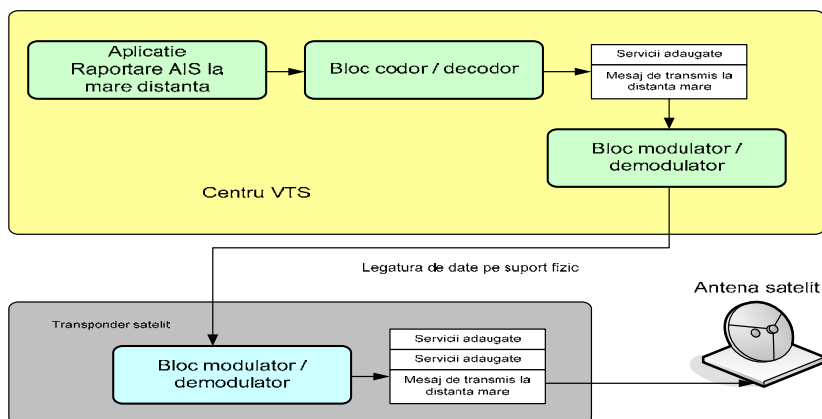 Aplicatie
Raportare AIS la
mare distanta
Bloc codor / decodor
Servicii adaugate
Mesaj de transmis la
distanta mare
Bloc modulator /
demodulator
Centru VTS
Legatura de date pe suport fizic
Antena satelit
Transponder satelit
Bloc modulator /
demodulator
Servicii adaugate
Servicii adaugate
Mesaj de transmis la
distanta mare